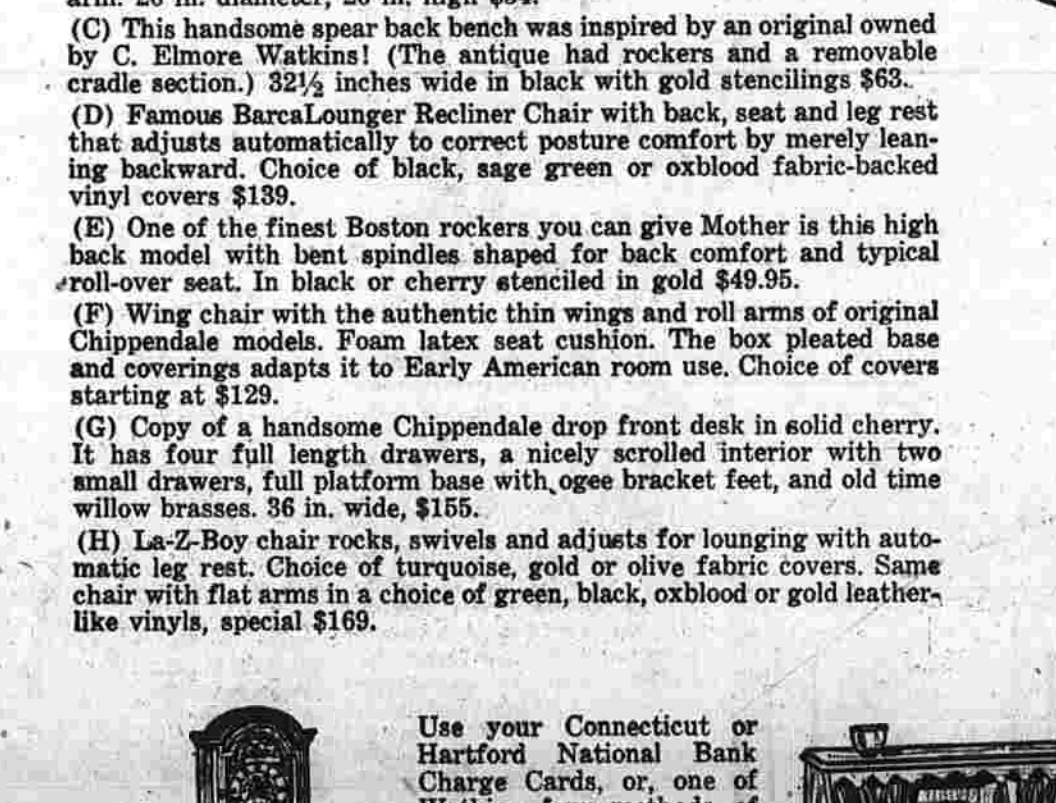 arm. 26 in. diameter, 26 in. high $54.
(C) This handsome spear back bench was inspired by an original owned
by C. Elmore Watkins! (The antique had rockers and a removable
cradle section.) 32½ inches wide in black with gold stencilings $63.
(D) Famous BarcaLounger Recliner Chair with back, seat and leg rest
that adjusts automatically to correct posture comfort by merely lean-
ing backward. Choice of black, sage green or oxblood fabric-backed
vinyl covers $139.
(E) One of the finest Boston rockers you can give Mother is this high
back model with bent spindles shaped for back comfort and typical
roll-over seat. In black or cherry stenciled in gold $49.95.
(F) Wing chair with the authentic thin wings and roll arms of original
Chippendale models. Foam latex seat cushion. The box pleated base
and coverings adapts it to Early American room use. Choice of covers
starting at $129.
(G) Copy of a handsome Chippendale drop front desk in solid cherry.
It has four full length drawers, a nicely scrolled interior with two
small drawers, full platform base with ogee bracket feet, and old time
willow brasses. 36 in. wide, $155.
(H) La-Z-Boy chair rocks, swivels and adjusts for lounging with auto-
matic leg rest. Choice of turquoise, gold or olive fabric covers. Same
chair with flat arms in a choice of green, black, oxblood or gold leather-
like vinyls, special $169.
Use your Connecticut or
Hartford National Bank
Charge Cards, or, one of